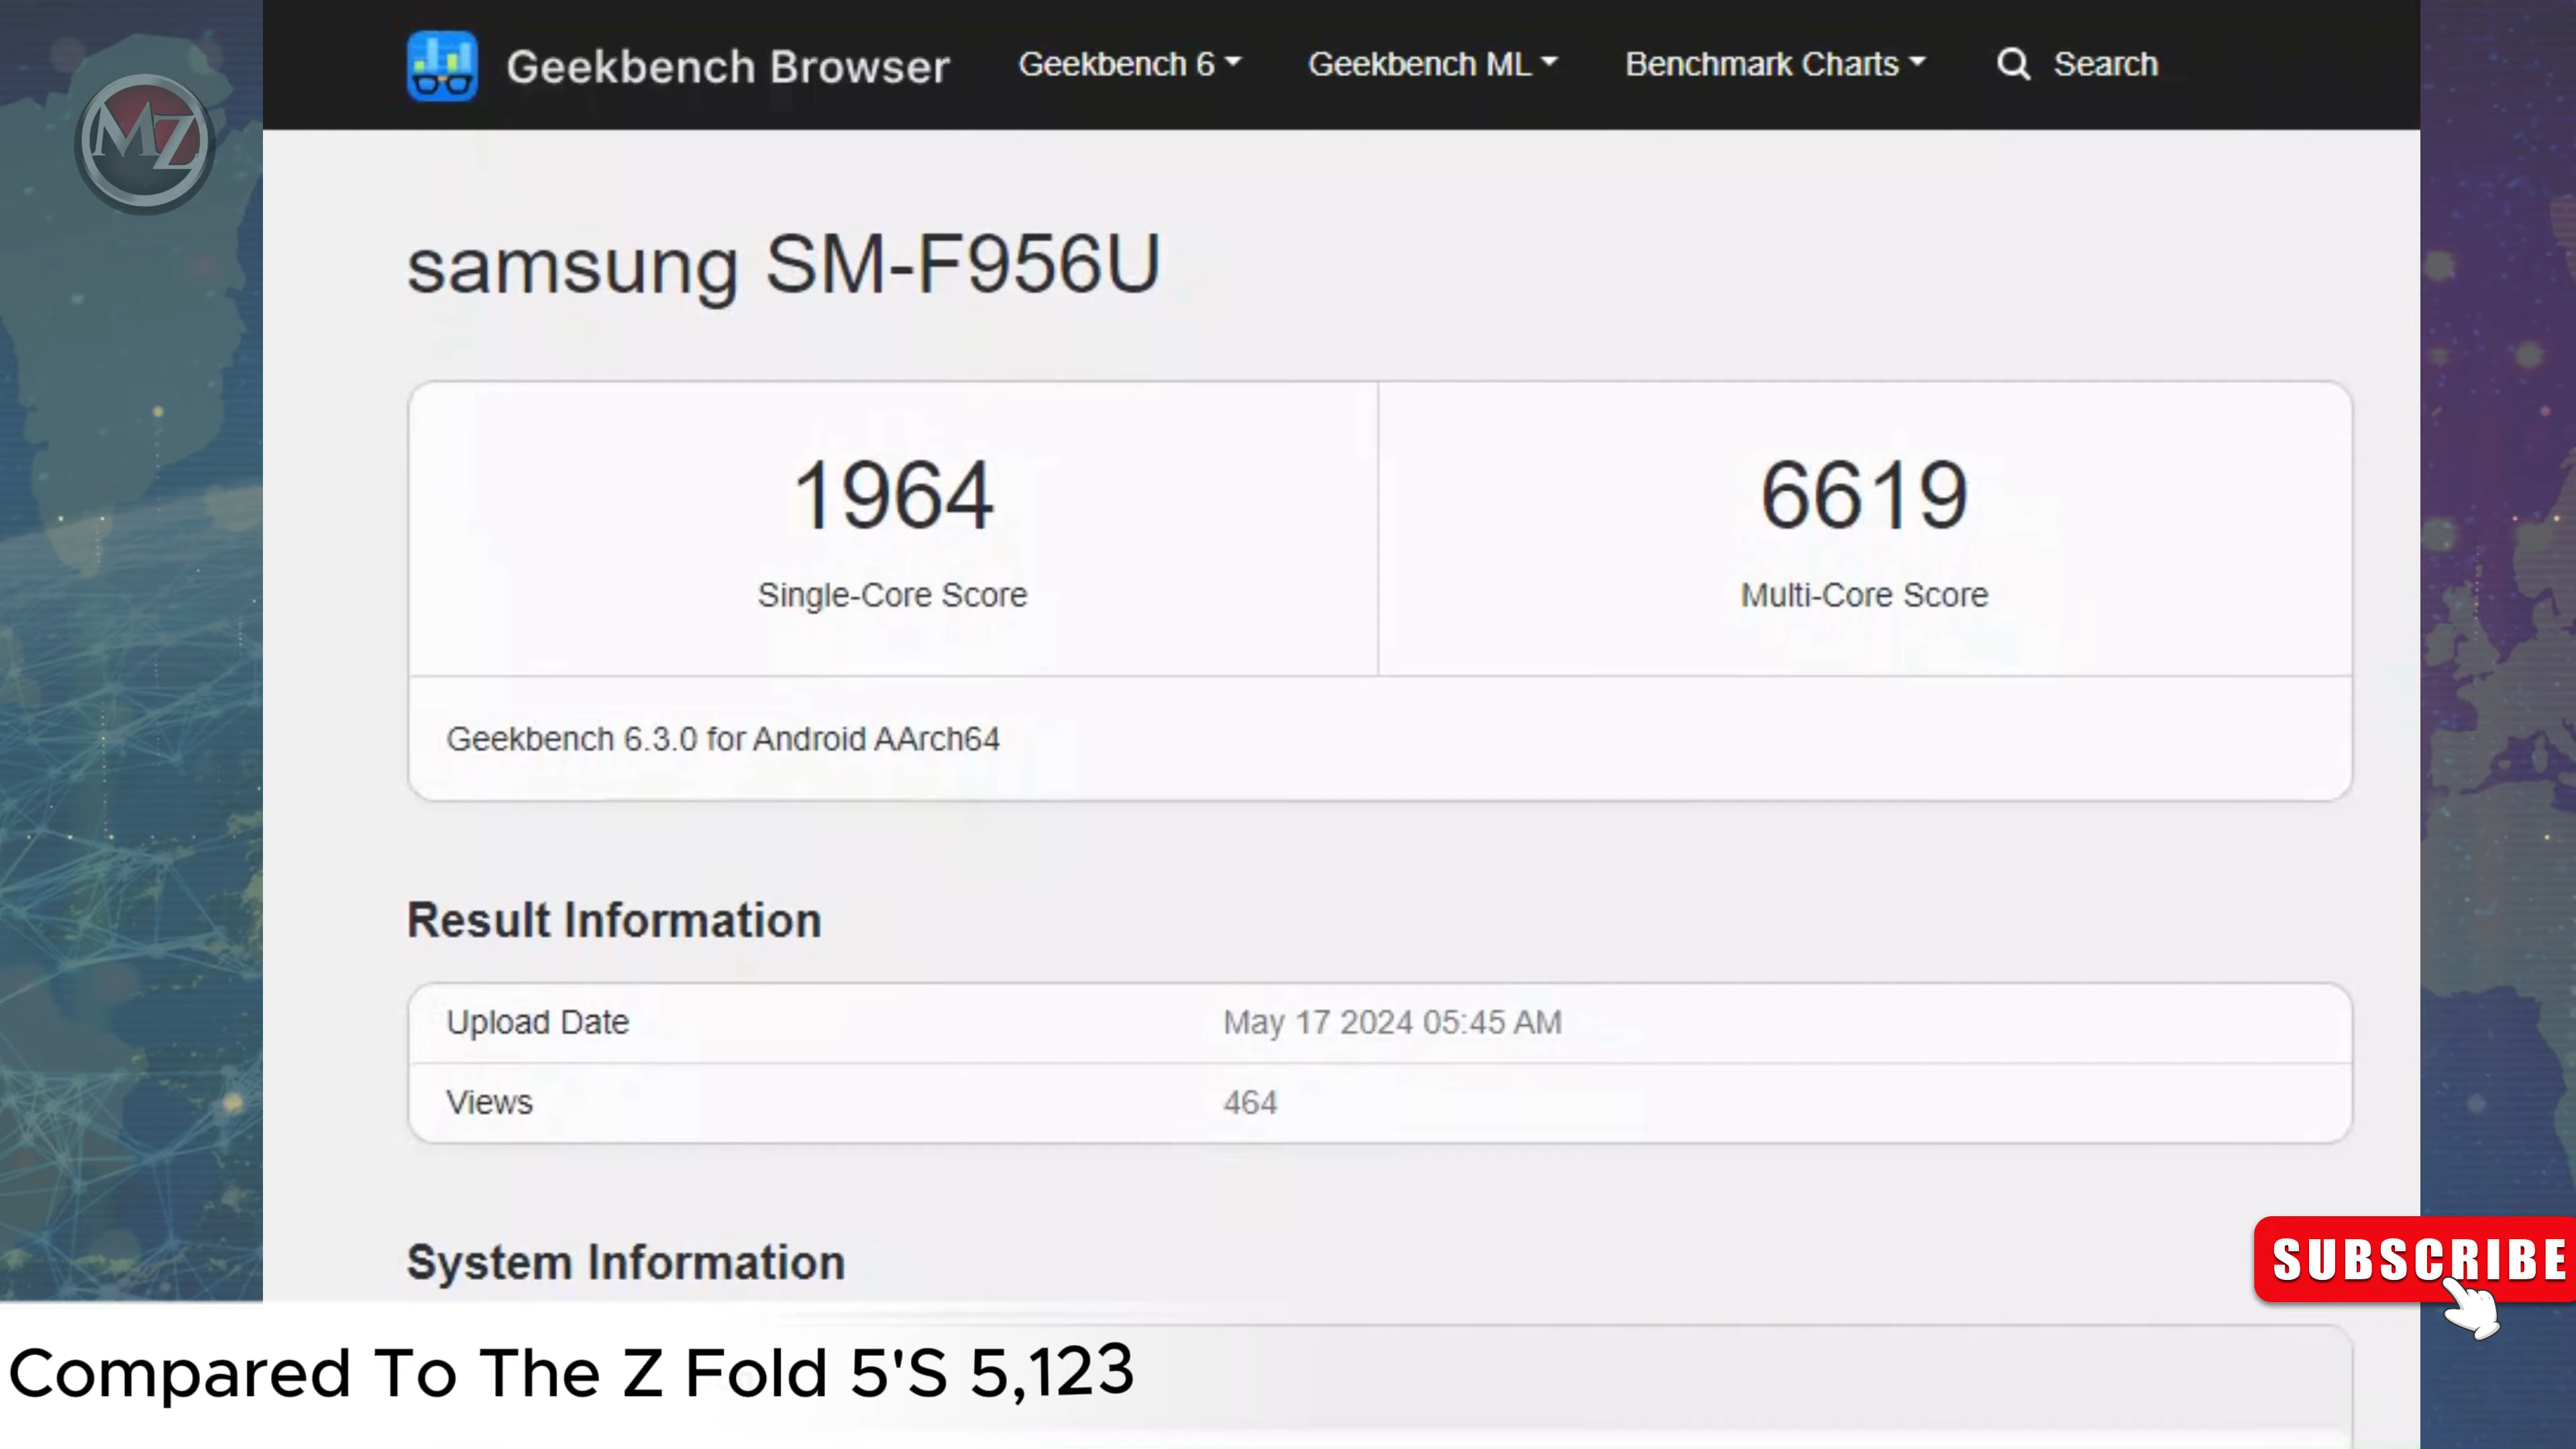 MZ
Geekbench Browser Geekbench 6 Geekbench ML Benchmark Charts Search
samsung SM-F956U
1964 6619
Single-Core Score Multi-Core Score
Geekbench 6.3.0 for Android AArch64
Result Information
Upload Date May 17 2024 05:45 AM
Views 464
System Information
SUBSCRIBE
Compared To The Z Fold 5'S 5,123